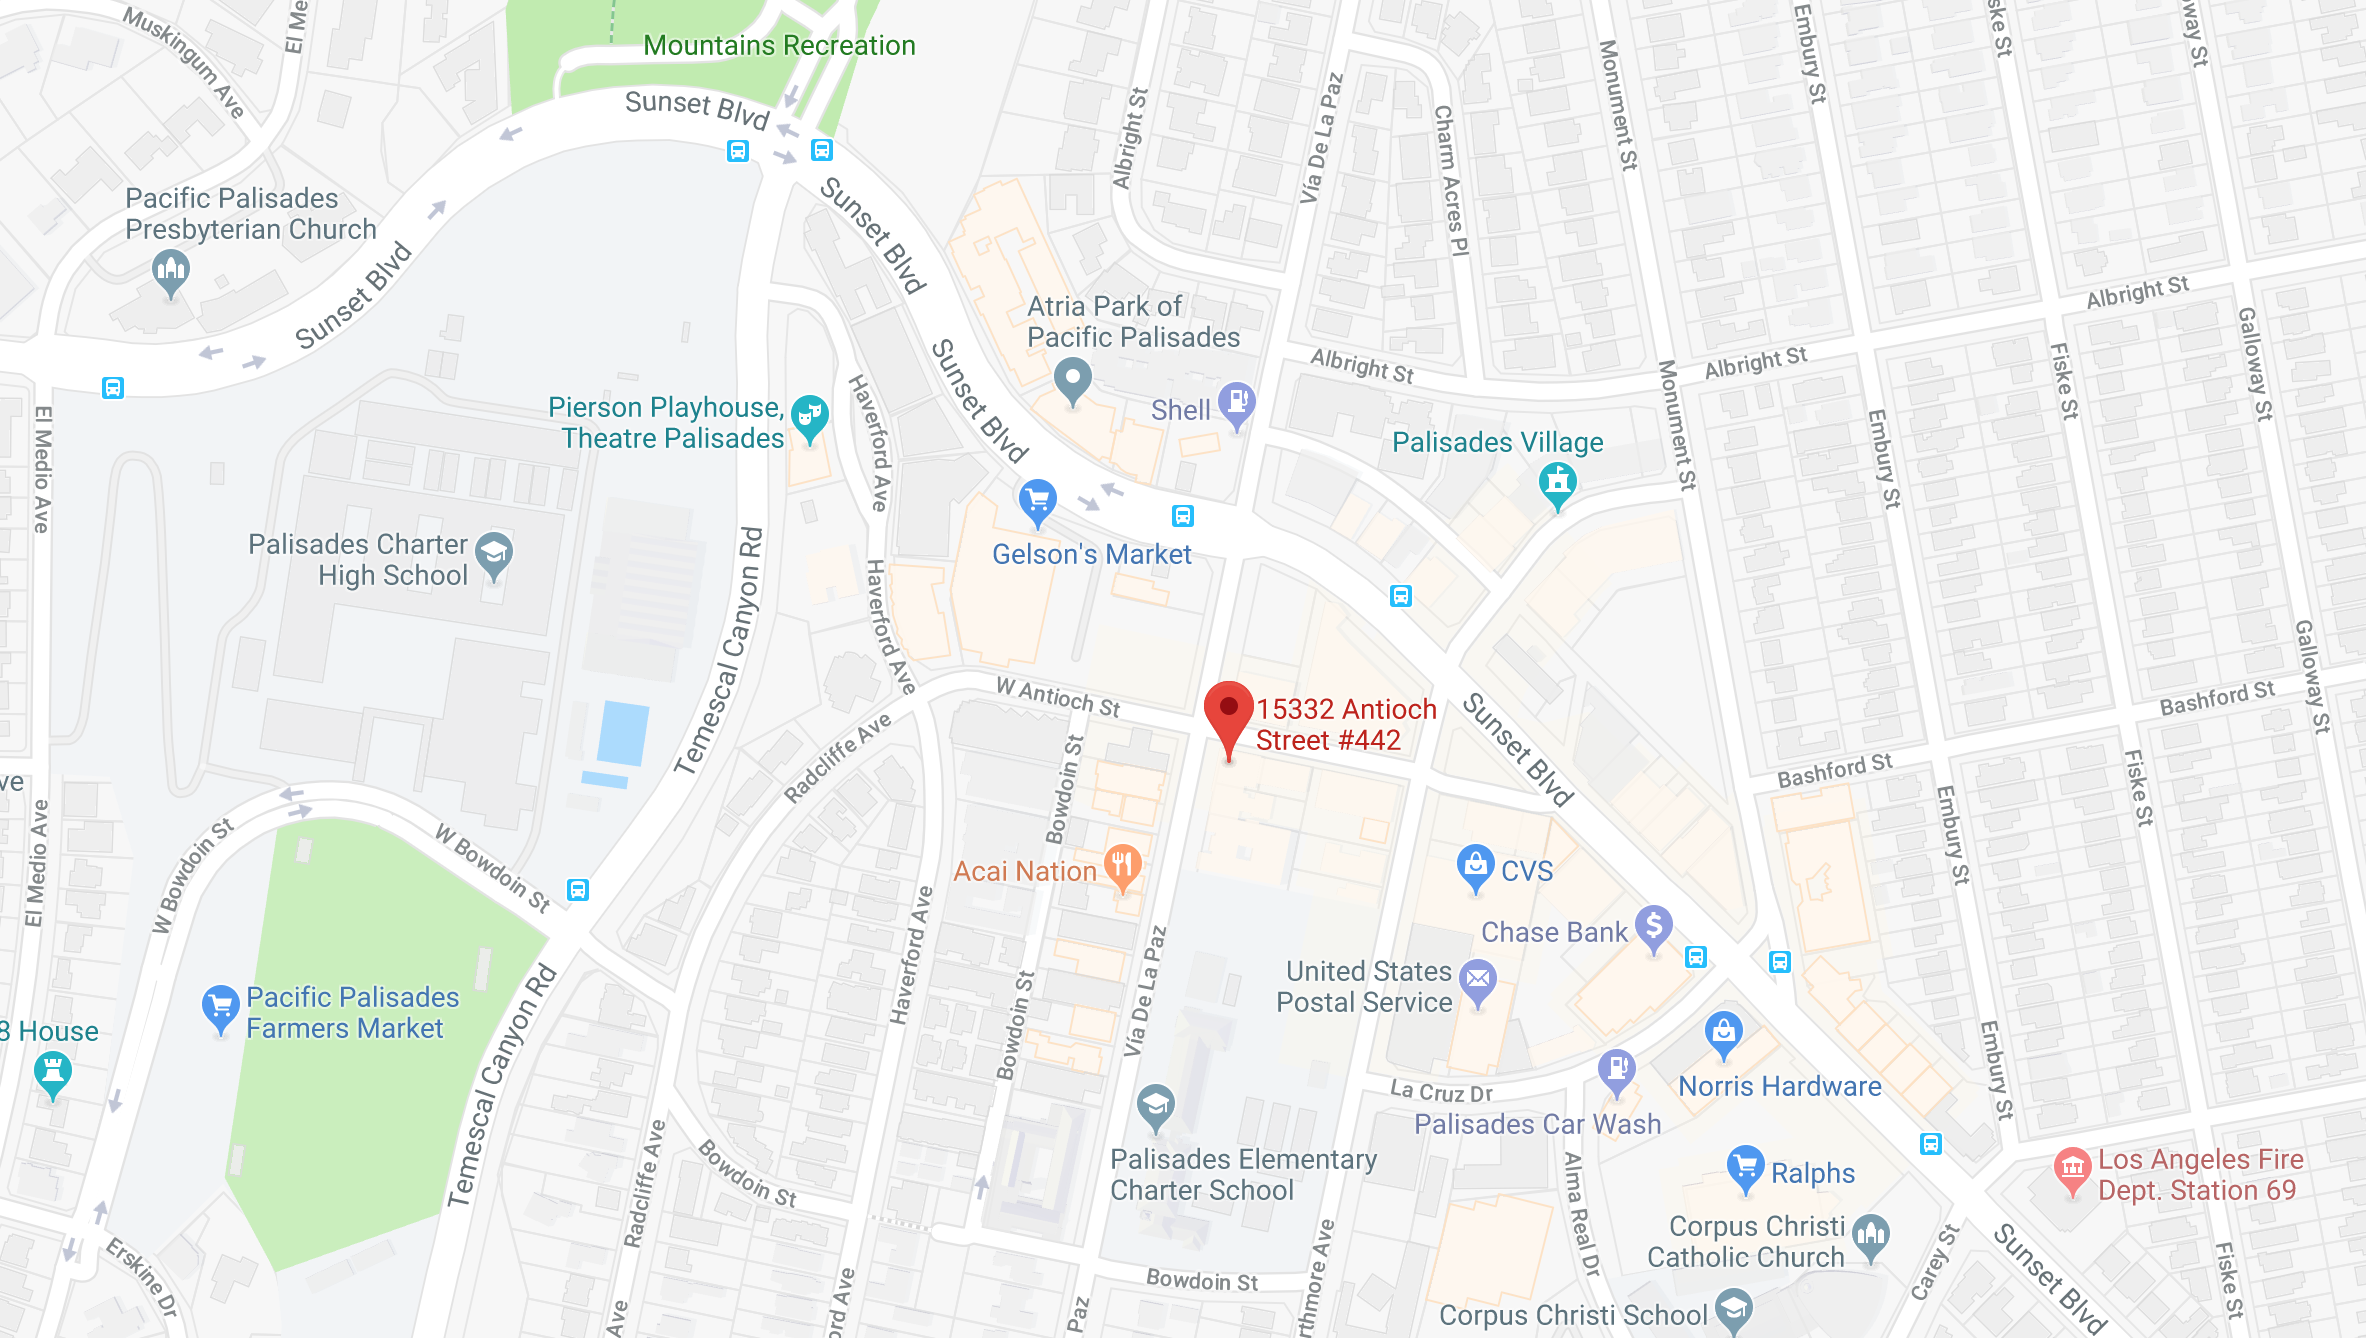 Muskingum Ave
El Me
Mountains Recreation
Sunset Blvd
Albright St
Vía De La Paz
Charm Acres Pl
Monument St
Embury St
ske St
oway St
Pacific Palisades
Presbyterian Church
Sunset Blvd
Sunset Blvd
Atria Park of
Pacific Palisades
Albright St
Galloway St
Sunset Blvd
Shell
Albright St
Albright St
Monument St
Fiske St
El Medio Ave
Pierson Playhouse,
Theatre Palisades
Haverford Ave
Palisades Village
Embury St
Palisades Charter
High School
Gelson's Market
Temescal Canyon Rd
Haverford Ave
W Antioch St
15332 Antioch
Street #442
Sunset Blvd
Bashford St
Galloway St
Bashford St
Radcliffe Ave
Bowdoin St
ve
El Medio Ave
W Bowdoin St
W Bowdoin St
Acai Nation
CVS
Embury St
Fiske St
Chase Bank
Haverford Ave
Vía De La Paz
United States
Postal Service
Pacific Palisades
Farmers Market
8 House
Temescal Canyon Rd
Bowdoin St
La Cruz Dr
Norris Hardware
Palisades Car Wash
Embury St
Palisades Elementary
Charter School
Radcliffe Ave
Bowdoin St
Alma Real Dr
Ralphs
Los Angeles Fire
Dept. Station 69
Corpus Christi
Catholic Church
Carey St
Sunset Blvd
Fiske St
Erskine Dr
Bowdoin St
rthmore Ave
Corpus Christi School
Ave
ord Ave
Paz